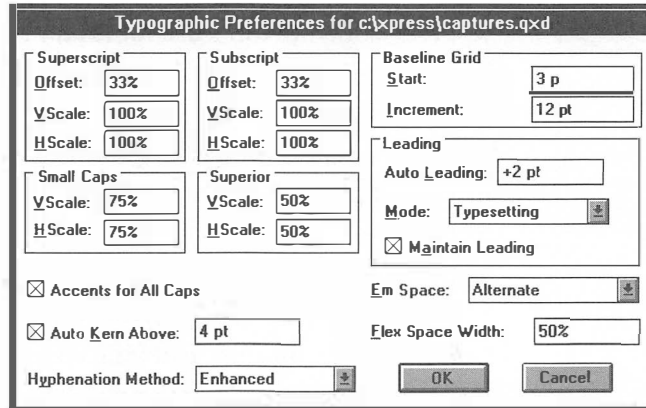 Typographic Preferences for c:\xpress\captures.qxd
Superscript
Offset: 33%
VScale: 100%
HScale: 100%
Subscript
Offset: 33%
VScale: 100%
HScale: 100%
Baseline Grid
Start: 3 p
Increment: 12 pt
Small Caps
VScale: 75%
HScale: 75%
Superior
VScale: 50%
HScale: 50%
Leading
Auto Leading: +2 pt
Mode: Typesetting
Maintain Leading
Accents for All Caps
Auto Kern Above: 4 pt
Hyphenation Method: Enhanced
Em Space: Alternate
Flex Space Width: 50%
OK
Cancel